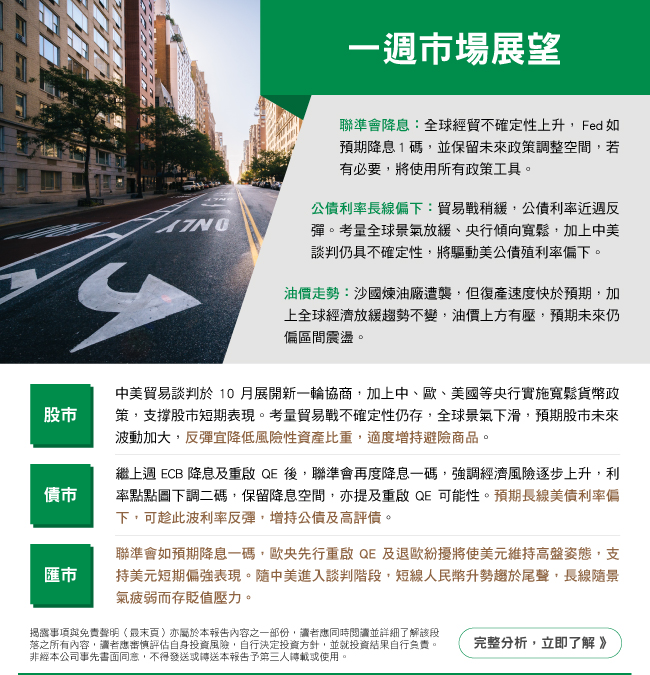 一週市場展望
聯準會降息：全球經貿不確定性上升， Fed 如
預期降息 1 碼，並保留未來政策調整空間，若
有必要，將使用所有政策工具。
公債利率長線偏下：貿易戰稍緩，公債利率近週反
彈。考量全球景氣放緩、央行傾向寬鬆，加上中美
談判仍具不確定性，將驅動美公債殖利率偏下。
油價走勢：沙國煉油廠遭襲，但復產速度快於預期，加
上全球經濟放緩趨勢不變，油價上方有壓，預期未來仍
偏區間震盪。
ONLY
股市
中美貿易談判於 10 月展開新一輪協商，加上中、歐、美國等央行實施寬鬆貨幣政
策，支撐股市短期表現。考量貿易戰不確定性仍存，全球景氣下滑，預期股市未來
波動加大，反彈宜降低風險性資產比重，適度增持避險商品。
債市
繼上週 ECB 降息及重啟 QE 後，聯準會再度降息一碼，強調經濟風險逐步上升，利
率點點圖下調二碼，保留降息空間，亦提及重啟 QE 可能性。預期長線美債利率偏
下，可趁此波利率反彈，增持公債及高評債。
匯市
聯準會如預期降息一碼，歐央先行重啟 QE 及退歐紛擾將使美元維持高盤姿態，支
持美元短期偏強表現。隨中美進入談判階段，短線人民幣升勢趨於尾聲，長線隨景
氣疲弱而存貶值壓力。
揭露事項與免責聲明（最末頁）亦屬於本報告內容之一部份，讀者應同時閱讀並詳細了解該段
落之所有內容，讀者應審慎評估自身投資風險，自行決定投資方針，並就投資結果自行負責。
非經本公司事先書面同意，不得發送或轉送本報告予第三人轉載或使用。
完整分析，立即了解 》